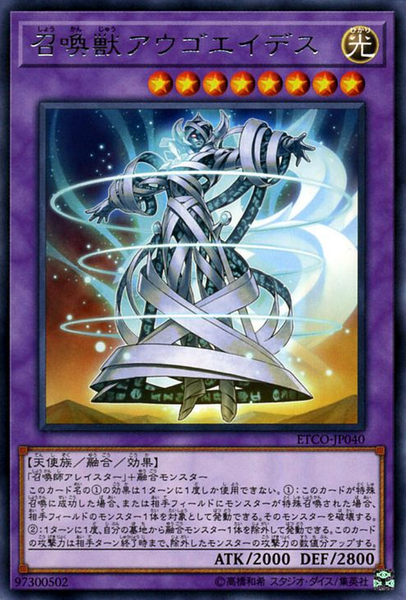 召喚獣アウゴエイデス
光
ETCO-JP040
【天使族／融合／効果】
「召喚師アレイスター」＋融合モンスター
このカード名の①の効果は1ターンに1度しか使用できない。①：このカードが特殊
召喚に成功した場合、または相手フィールドにモンスターが特殊召喚された場合、
相手フィールドのモンスター1体を対象として発動できる。そのモンスターを破壊する。
②：1ターンに1度、自分の墓地から融合モンスター1体を除外して発動できる。このカード
の攻撃力は相手ターン終了時まで、除外したモンスターの攻撃力の数値分アップする。
ATK/2000 DEF/2800
97300502
©高橋和希 スタジオ・ダイス/集英社